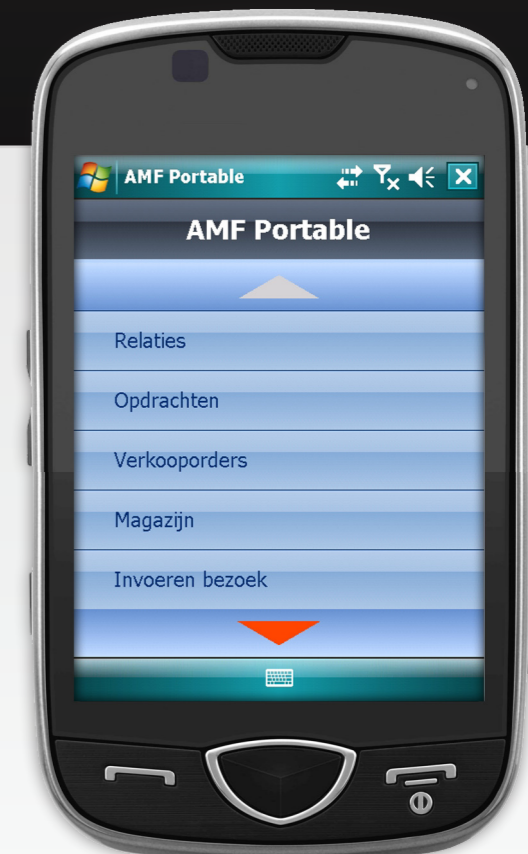 AMF Portable
AMF Portable
Relaties
Opdrachten
Verkooporders
Magazijn
Invoeren bezoek